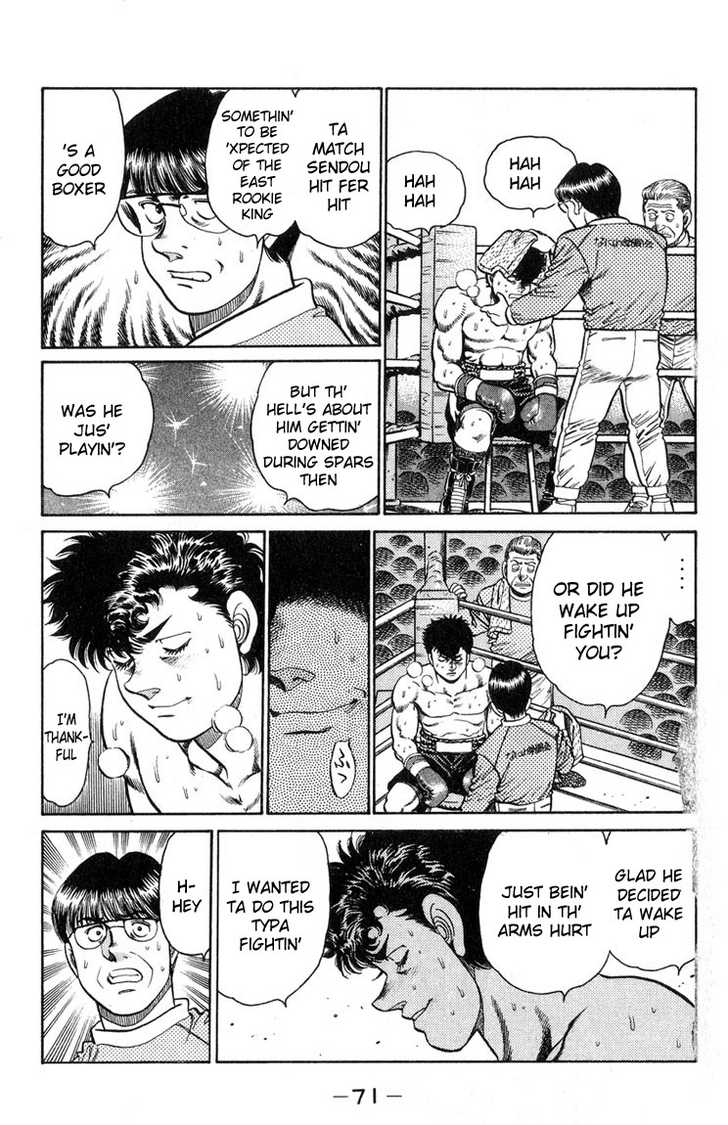 HAH
HAH
HAH
HAH
TA
MATCH
SENDOU
HIT FER
HIT
SOMETHIN'
TO BE
'XPECTED
OF THE
EAST
ROOKIE
KING
'S A
GOOD
BOXER
BUT TH'
HELL'S ABOUT
HIM GETTIN'
DOWNED
DURING SPARS
THEN
WAS HE
JUS'
PLAYIN'?
....
OR DID HE
WAKE UP
FIGHTIN'
YOU?
ふっ
I'M
THANK-
FUL
GLAD HE
DECIDED
TA WAKE
UP
JUST BEIN'
HIT IN TH'
ARMS HURT
I WANTED
TA DO THIS
TYPA
FIGHTIN'
H-
HEY
—71—